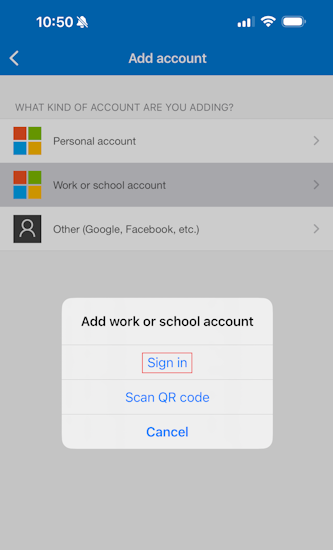 10:50
Add account
WHAT KIND OF ACCOUNT ARE YOU ADDING?
Personal account
Work or school account
Other (Google, Facebook, etc.)
Add work or school account
Sign in
Scan QR code
Cancel